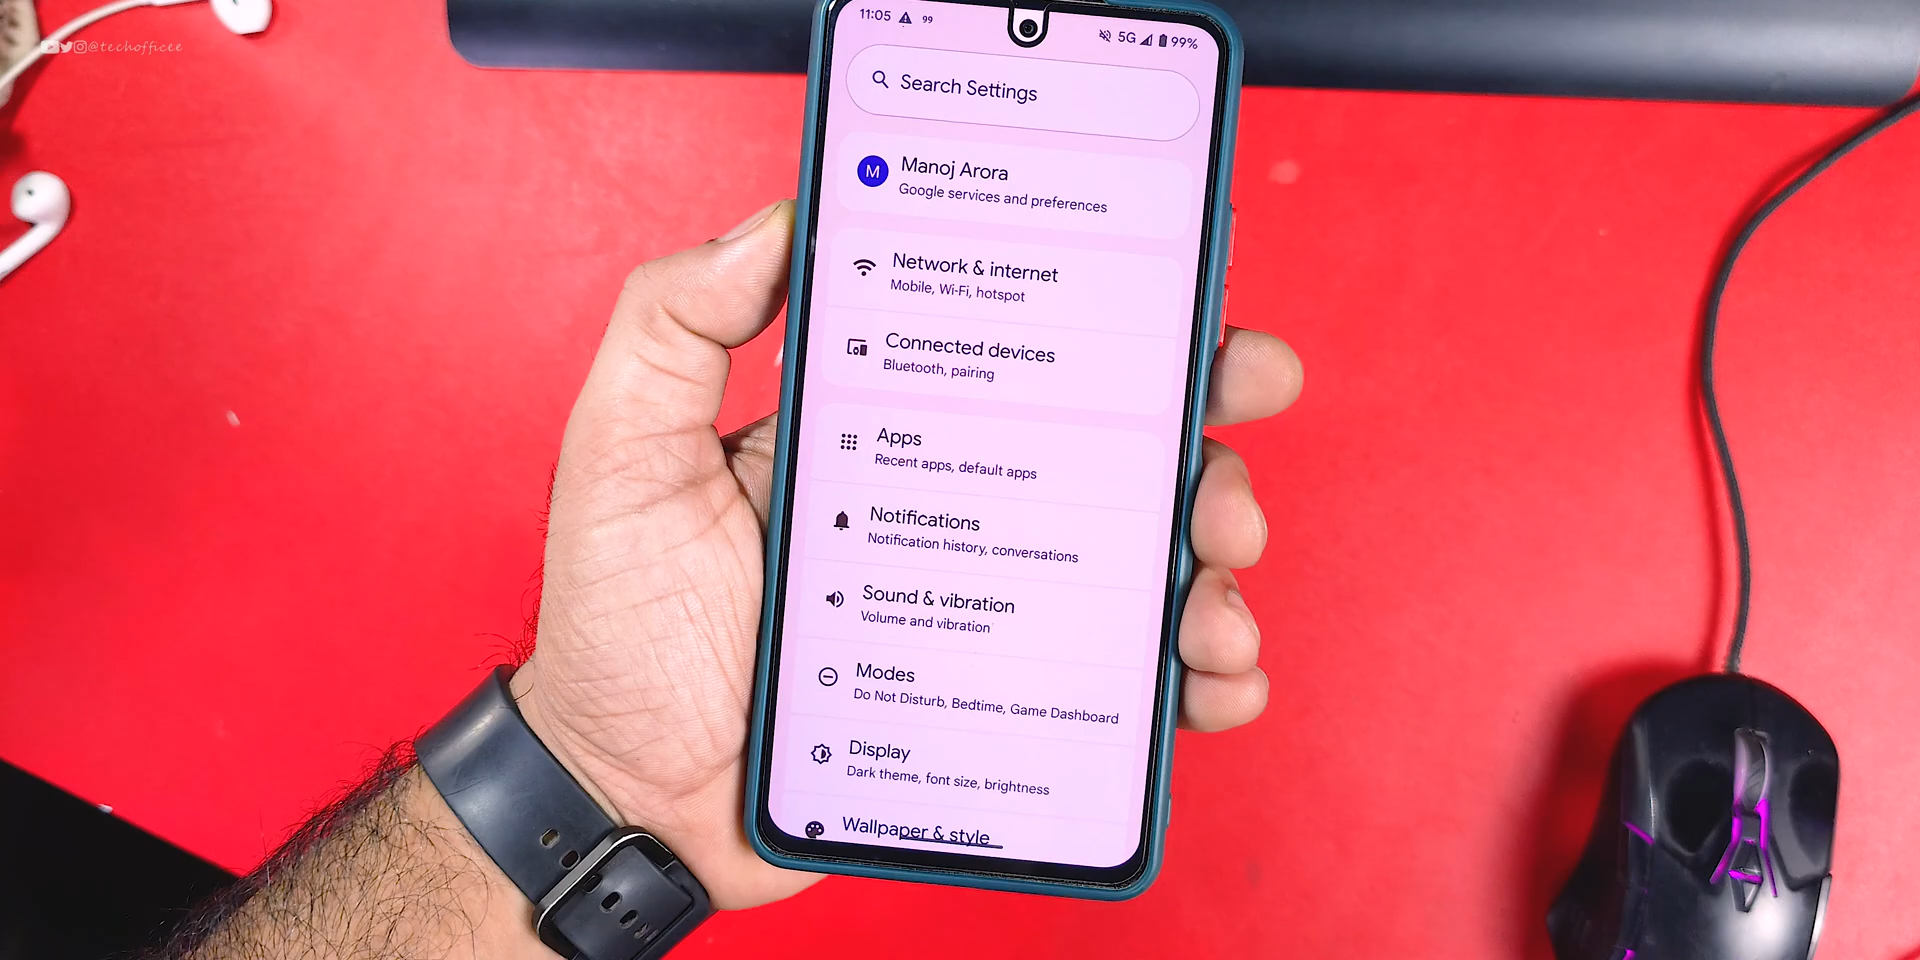 @techofficee
11:05 99 5G 99%
Search Settings
M
Manoj Arora
Google services and preferences
Network & internet
Mobile, Wi-Fi, hotspot
Connected devices
Bluetooth, pairing
Apps
Recent apps, default apps
Notifications
Notification history, conversations
Sound & vibration
Volume and vibration
Modes
Do Not Disturb, Bedtime, Game Dashboard
Display
Dark theme, font size, brightness
Wallpaper & style